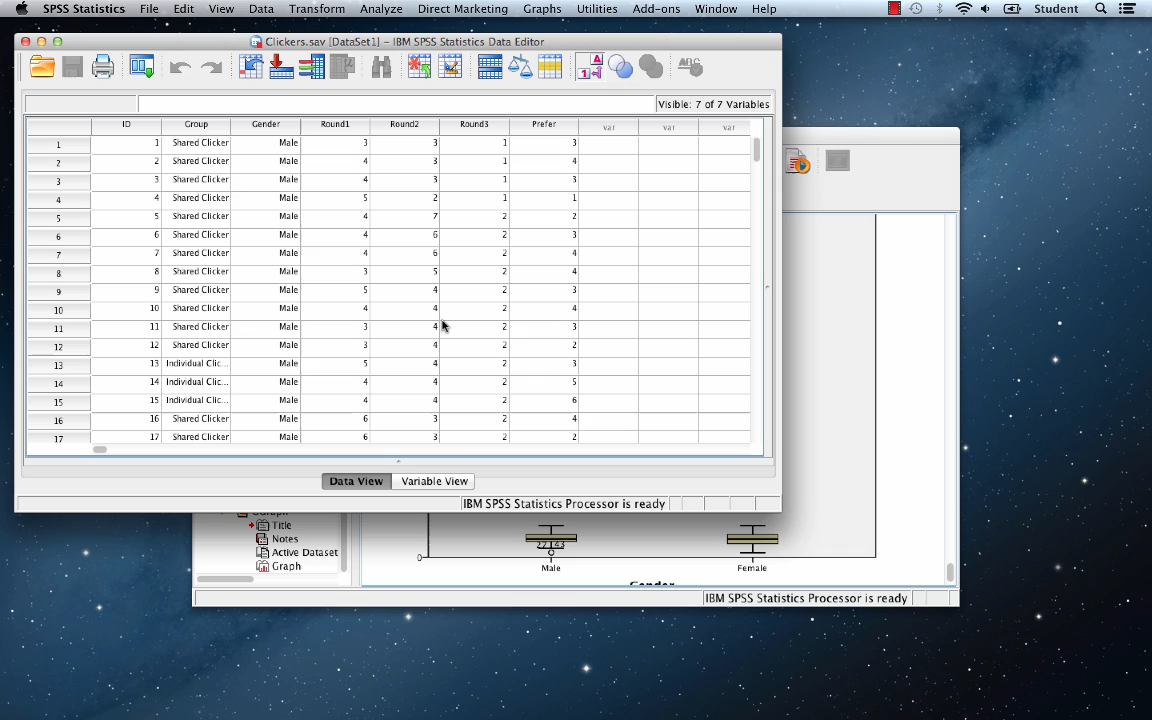 SPSS Statistics File Edit View Data Transform Analyze Direct Marketing Graphs Utilities Add-ons Window Help Student
Clickers.sav [DataSet1] – IBM SPSS Statistics Data Editor
Visible: 7 of 7 Variables
ID Group Gender Round1 Round2 Round3 Prefer var var var
1 1 Shared Clicker Male 3 3 1 3
2 2 Shared Clicker Male 4 3 1 4
3 3 Shared Clicker Male 4 3 1 3
4 4 Shared Clicker Male 5 2 1 1
5 5 Shared Clicker Male 4 7 2 2
6 6 Shared Clicker Male 4 6 2 3
7 7 Shared Clicker Male 4 6 2 4
8 8 Shared Clicker Male 3 5 2 4
9 9 Shared Clicker Male 5 4 2 3
10 10 Shared Clicker Male 4 4 2 4
11 11 Shared Clicker Male 3 4 2 3
12 12 Shared Clicker Male 3 4 2 2
13 13 Individual Clic... Male 5 4 2 3
14 14 Individual Clic... Male 4 4 2 5
15 15 Individual Clic... Male 4 4 2 6
16 16 Shared Clicker Male 6 3 2 4
17 17 Shared Clicker Male 6 3 2 2
Data View Variable View
IBM SPSS Statistics Processor is ready
Title
Notes
Active Dataset
Graph
0
Male Female
Gender
IBM SPSS Statistics Processor is ready